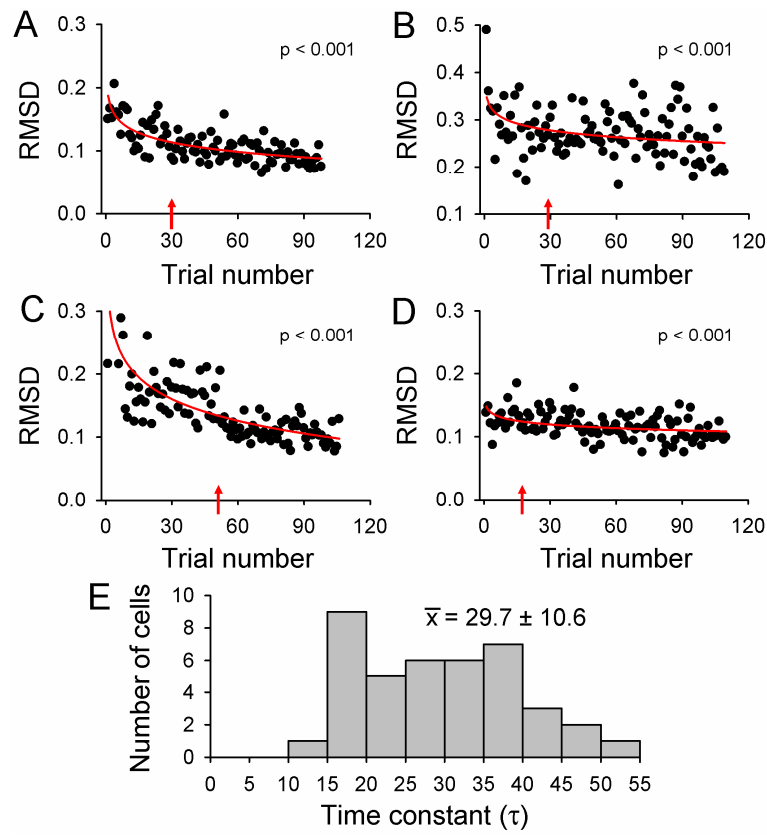 A
B
0.3
0.2
0.1
0.0
RMSD
p < 0.001
0 30 60 90 120
Trial number
0.5
0.4
0.3
0.2
0.1
RMSD
p < 0.001
0 30 60 90 120
Trial number
C
D
0.3
0.2
0.1
0.0
RMSD
p < 0.001
0 30 60 90 120
Trial number
0.3
0.2
0.1
0.0
RMSD
p < 0.001
0 30 60 90 120
Trial number
E
10
8
6
4
2
0
Number of cells
x̅ = 29.7 ± 10.6
0 5 10 15 20 25 30 35 40 45 50 55
Time constant (τ)